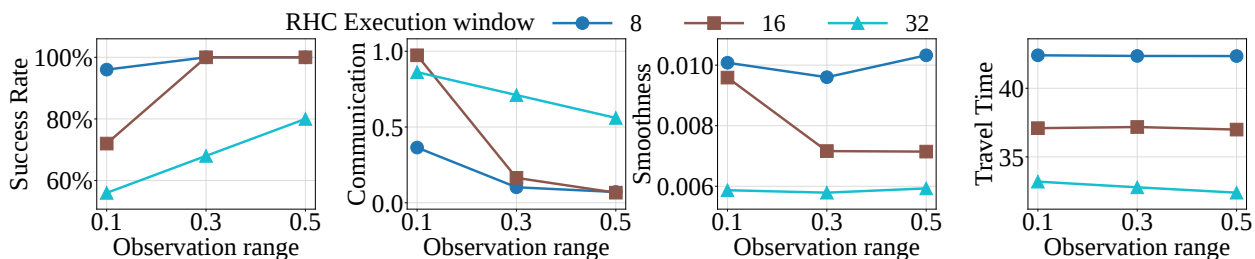 RHC Execution window 8 16 32
Success Rate
100%
80%
60%
0.1 0.3 0.5
Observation range
Communication
1.0
0.5
0.0
0.1 0.3 0.5
Observation range
Smoothness
0.010
0.008
0.006
0.1 0.3 0.5
Observation range
Travel Time
40
35
0.1 0.3 0.5
Observation range